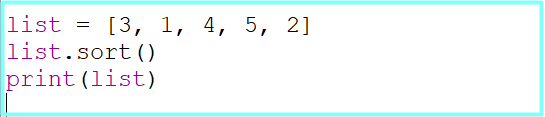 list = [3, 1, 4, 5, 2]
list.sort()
print(list)